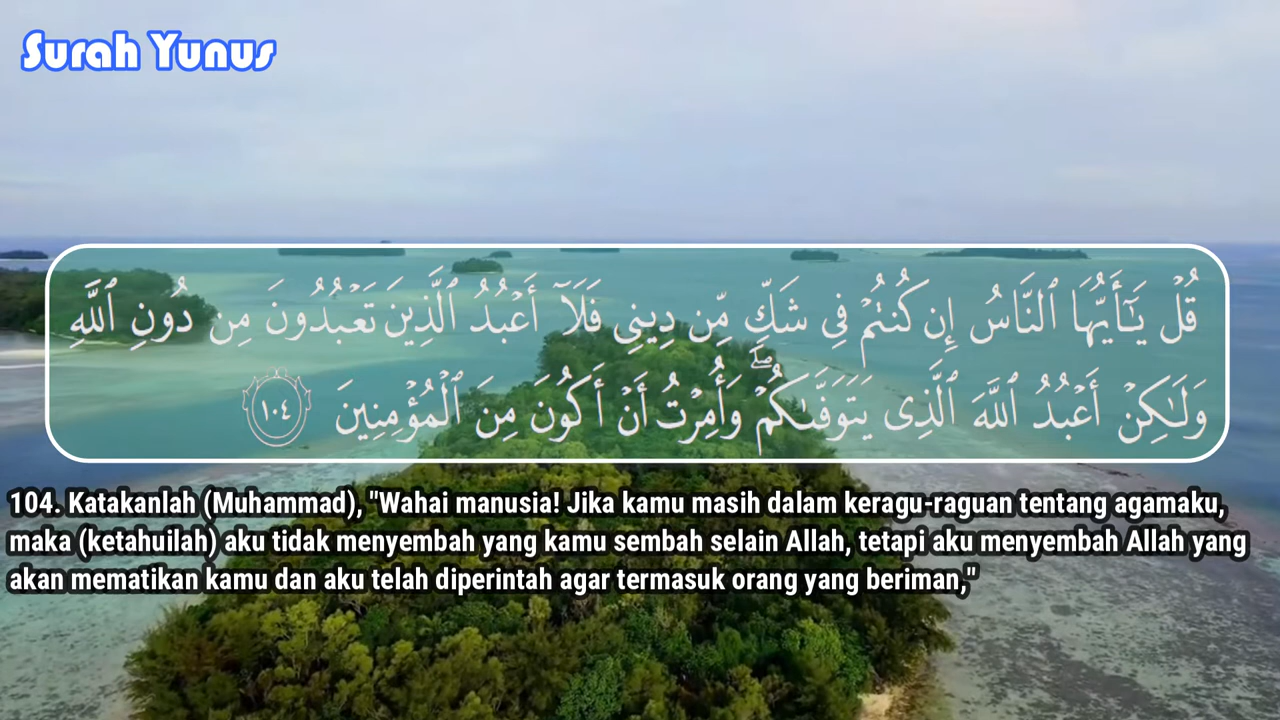 Surah Yunus
قُلْ يَـٰٓأَيُّهَا ٱلنَّاسُ إِن كُنتُمْ فِى شَكٍّ مِّن دِينِى فَلَآ أَعْبُدُ ٱلَّذِينَ تَعْبُدُونَ مِن دُونِ ٱللَّهِ
وَلَـٰكِنْ أَعْبُدُ ٱللَّهَ ٱلَّذِى يَتَوَفَّىٰكُمْ ۖ وَأُمِرْتُ أَنْ أَكُونَ مِنَ ٱلْمُؤْمِنِينَ ١٠٤
104. Katakanlah (Muhammad), "Wahai manusia! Jika kamu masih dalam keragu-raguan tentang agamaku,
maka (ketahuilah) aku tidak menyembah yang kamu sembah selain Allah, tetapi aku menyembah Allah yang
akan mematikan kamu dan aku telah diperintah agar termasuk orang yang beriman,"